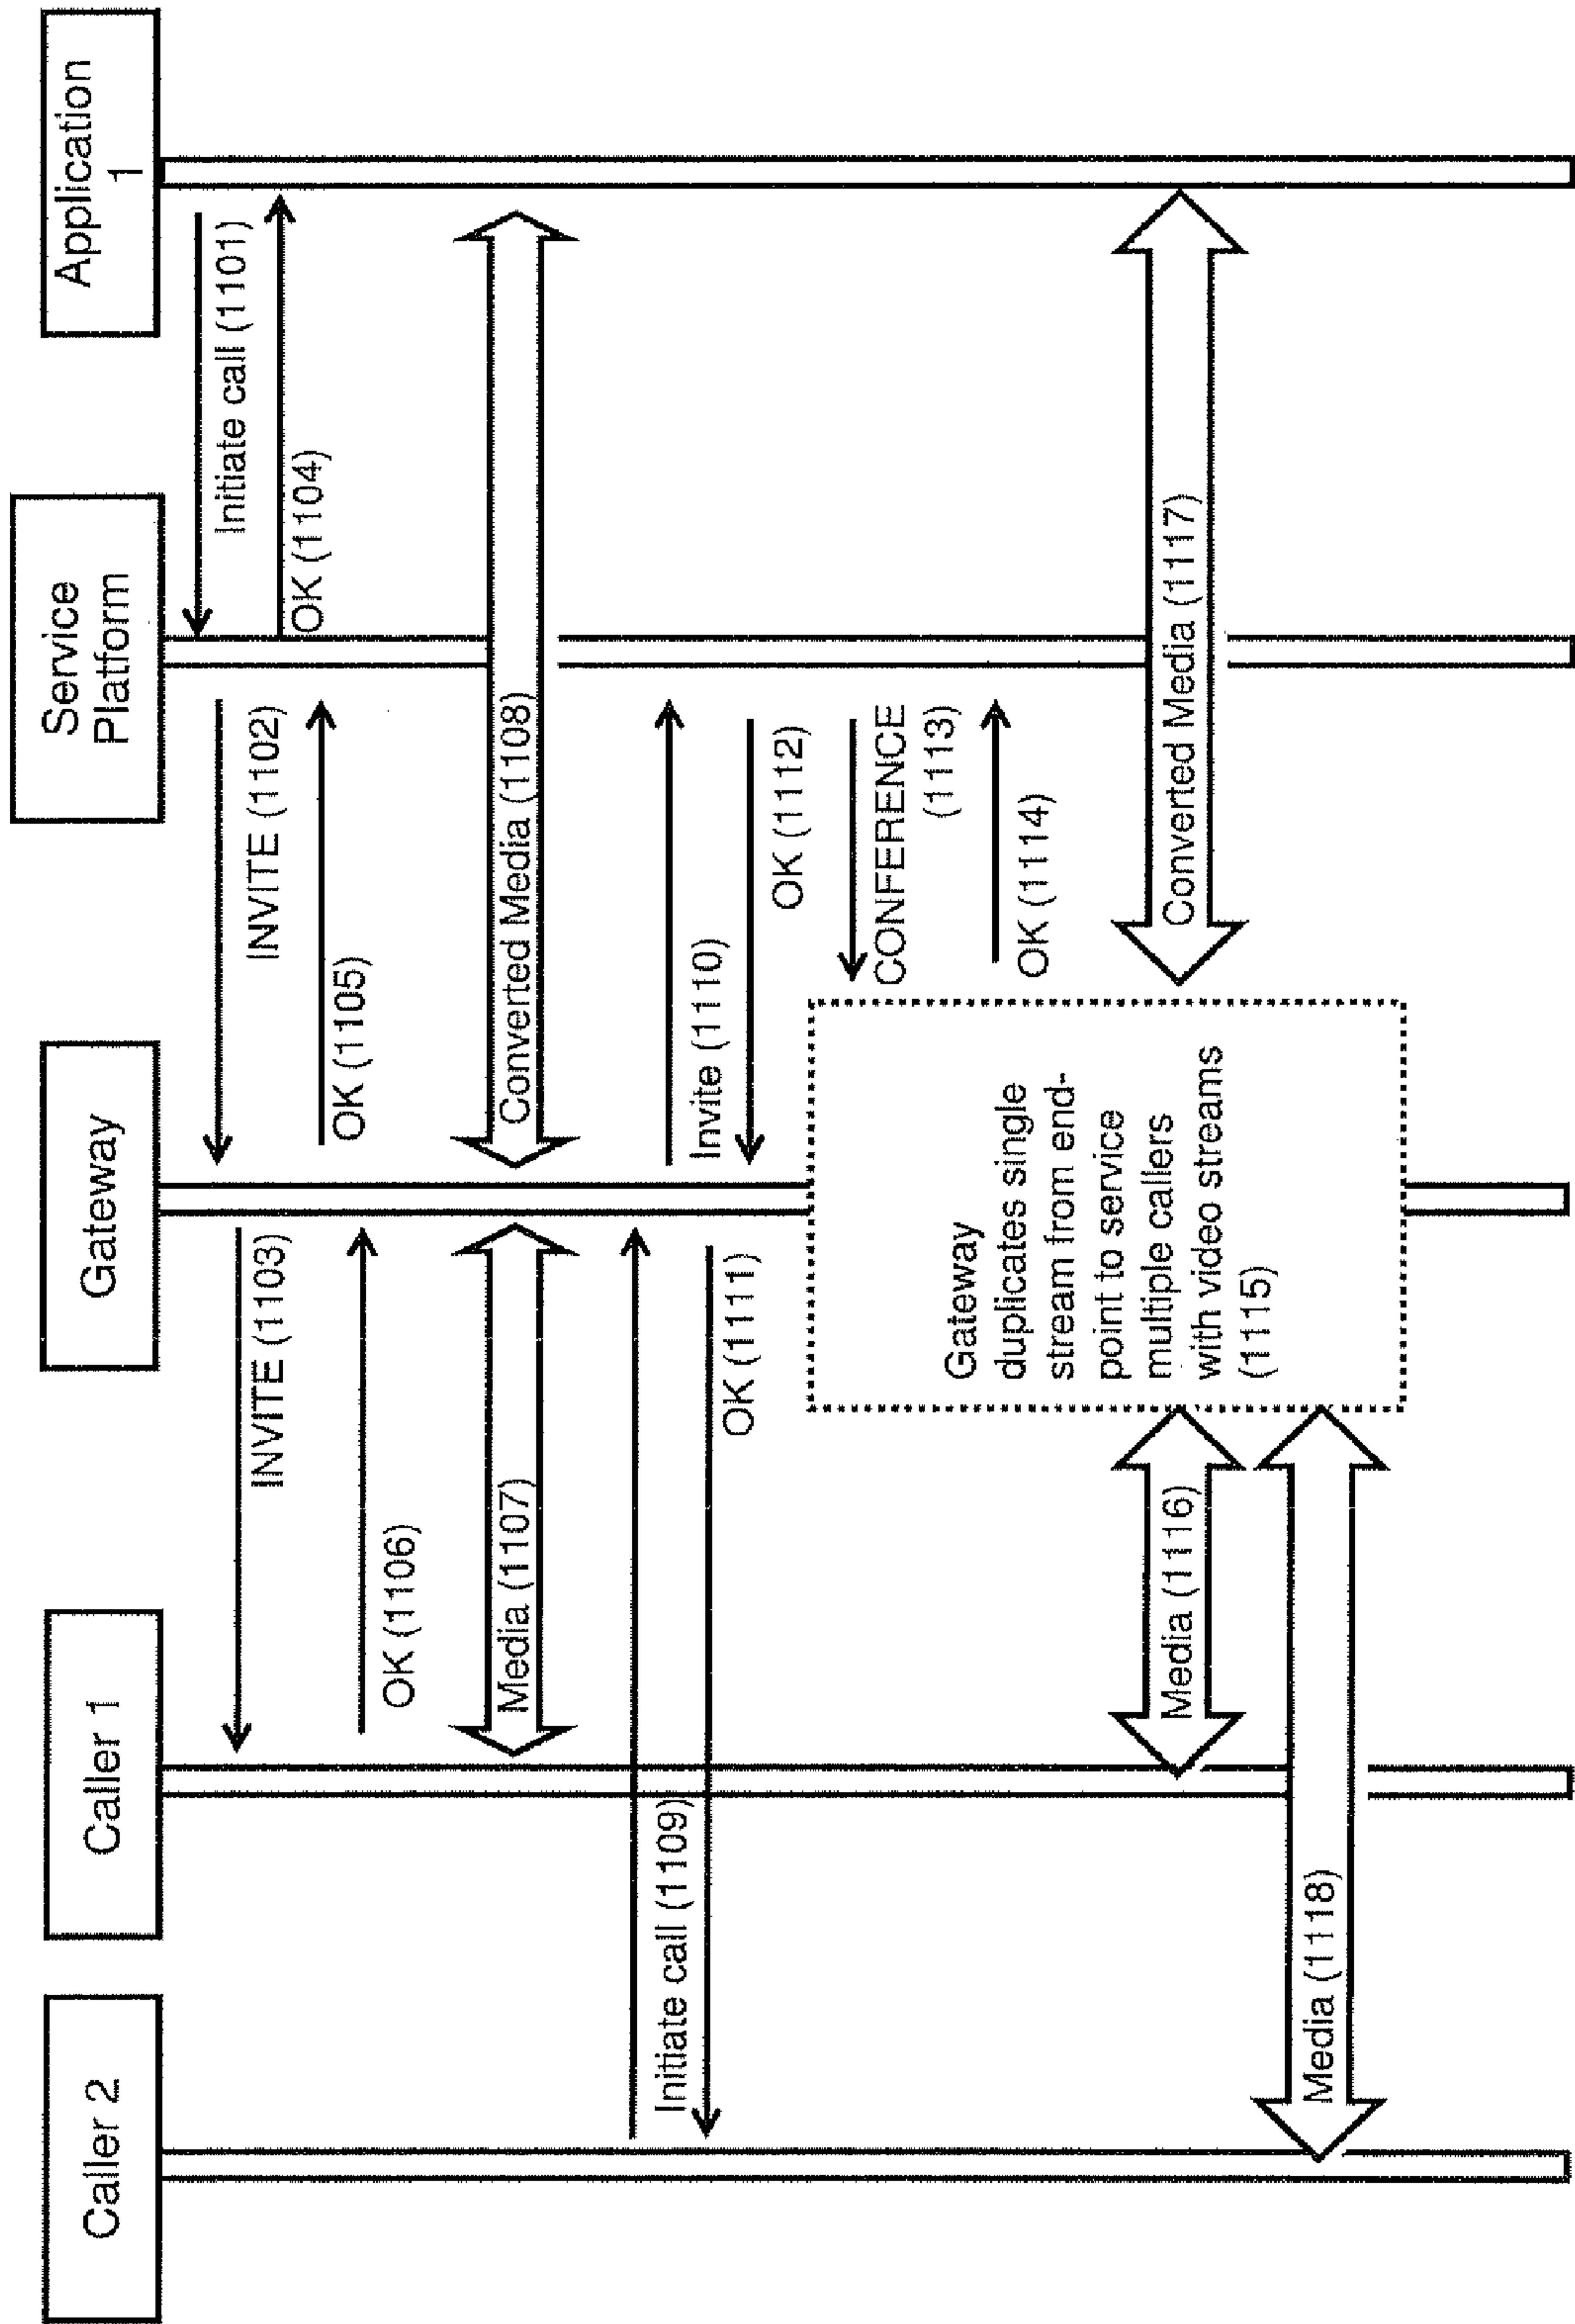 Caller 2
Caller 1
Gateway
Service
Platform
Application
1
Initiate call (1101)
INVITE (1102)
INVITE (1103)
OK (1104)
OK (1105)
OK (1106)
Media (1107)
Converted Media (1108)
Initiate call (1109)
Invite (1110)
OK (1111)
OK (1112)
CONFERENCE
(1113)
OK (1114)
Gateway
duplicates single
stream from end-
point to service
multiple callers
with video streams
(1115)
Media (1116)
Converted Media (1117)
Media (1118)